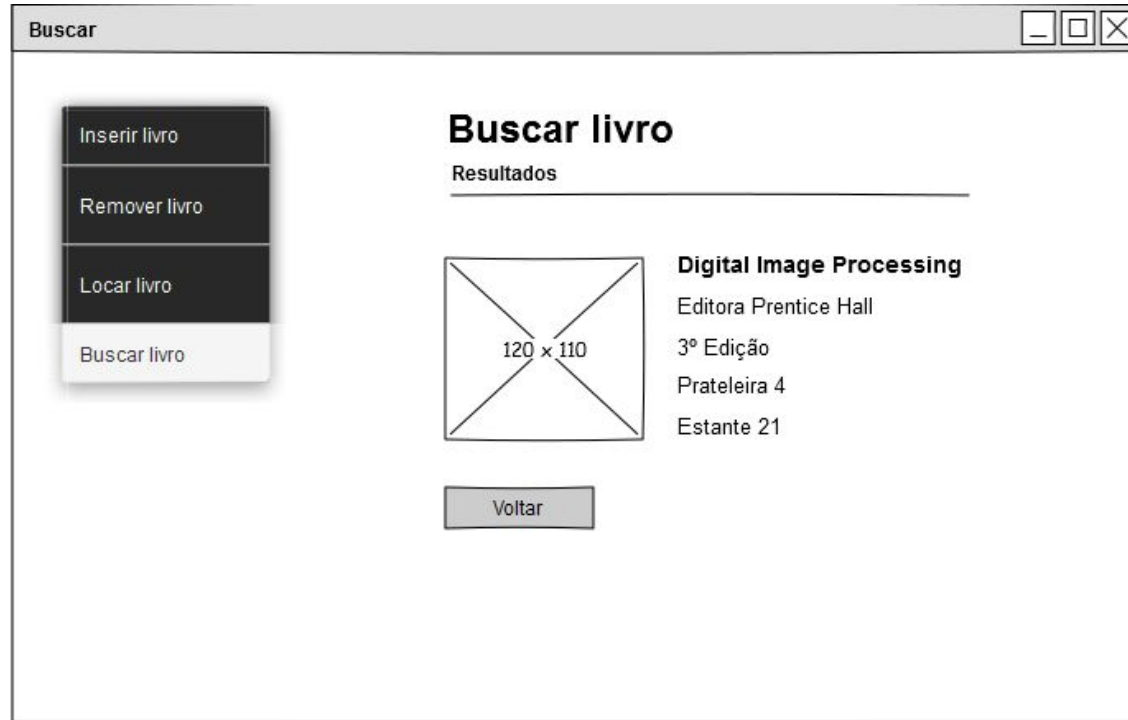 Buscar
Inserir livro
Remover livro
Locar livro
Buscar livro
Buscar livro
Resultados
120 x 110
Digital Image Processing
Editora Prentice Hall
3º Edição
Prateleira 4
Estante 21
Voltar